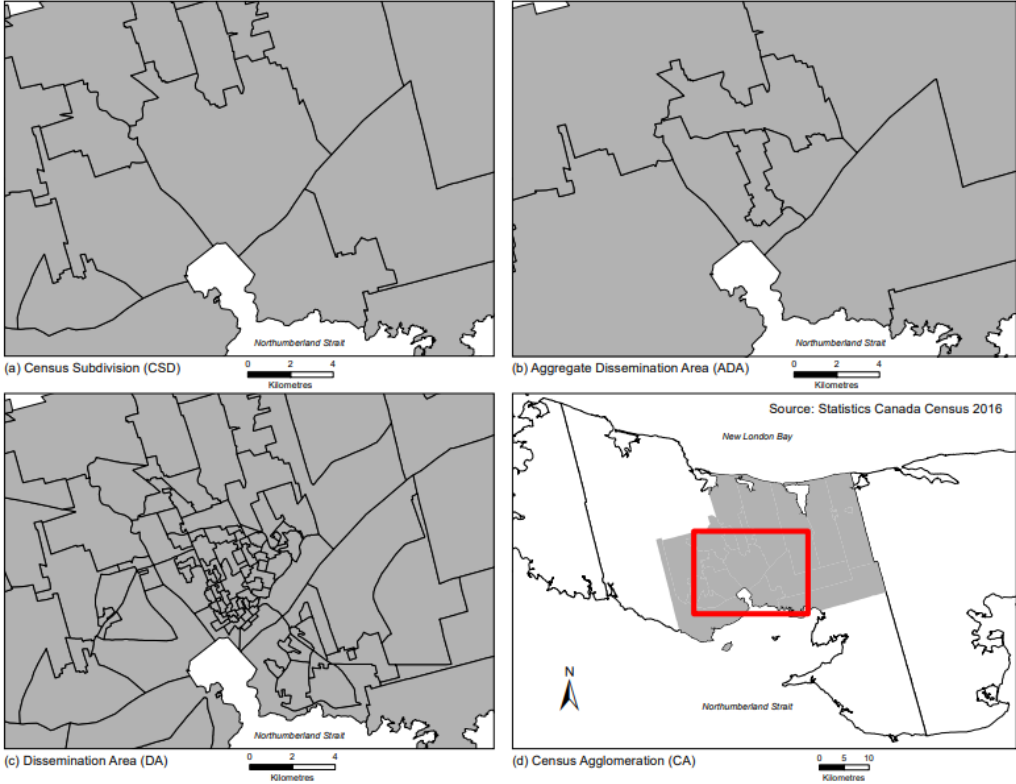 Northumberland Strait
(a) Census Subdivision (CSD)
0 2 4
Kilometres
Northumberland Strait
(b) Aggregate Dissemination Area (ADA)
0 2 4
Kilometres
Northumberland Strait
(c) Dissemination Area (DA)
0 2 4
Kilometres
Source: Statistics Canada Census 2016
New London Bay
N
Northumberland Strait
(d) Census Agglomeration (CA)
0 5 10
Kilometres